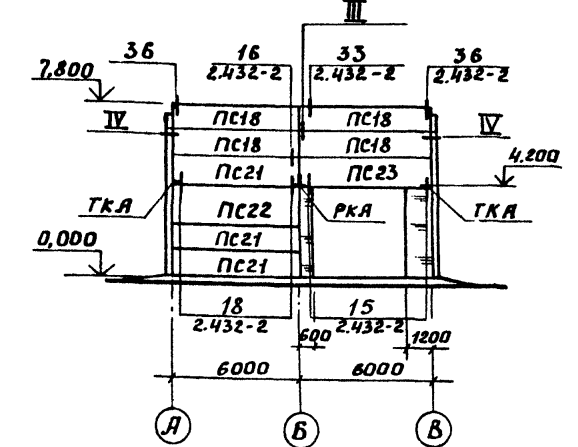 III
36
16
2.432-2
33
2.432-2
36
2.432-2
7,800
IV
ПС18
ПС18
IV
ПС18
ПС18
4.200
ПС21
ПС23
ТКА
ПС22
РКА
ТКА
0,000
ПС21
ПС21
18
2.432-2
15
2.432-2
600
1200
6000
6000
А
Б
В